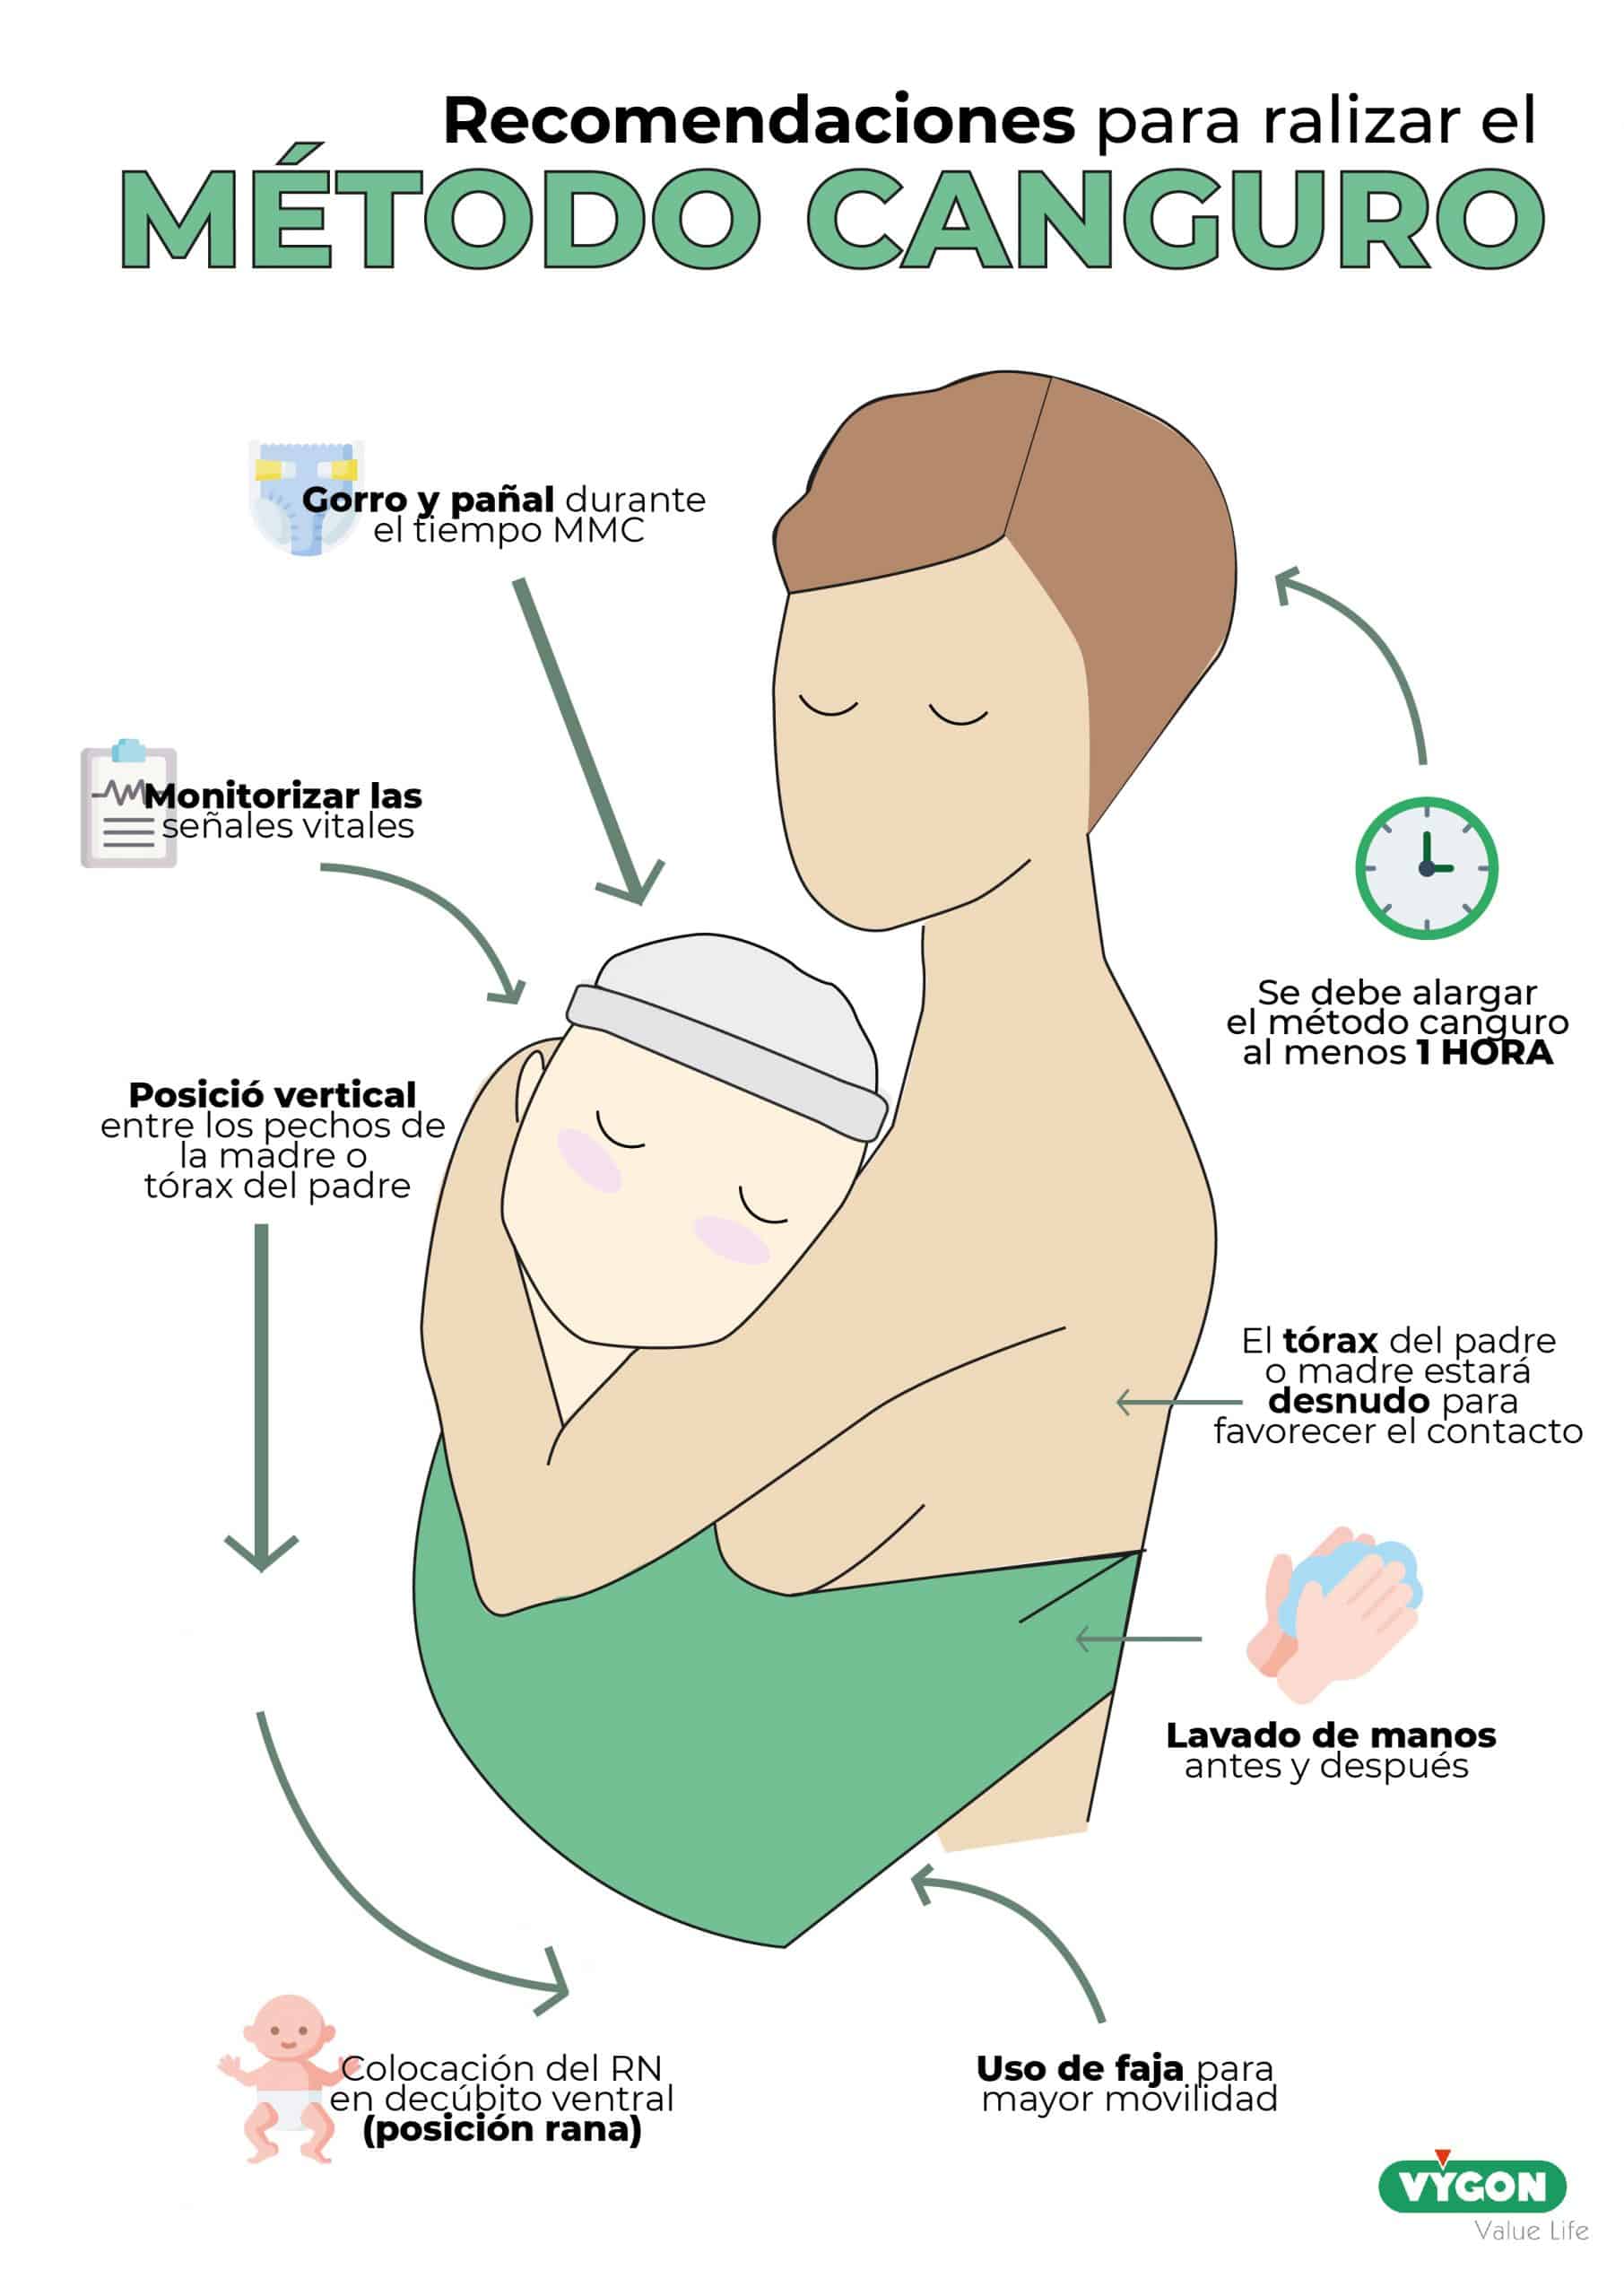 Recomendaciones para ralizar el
MÉTODO CANGURO
Gorro y pañal durante
el tiempo MMC
Monitorizar las
señales vitales
Se debe alargar
el método canguro
al menos 1 HORA
Posició vertical
entre los pechos de
la madre o
tórax del padre
El tórax del padre
o madre estará
desnudo para
favorecer el contacto
Lavado de manos
antes y después
Colocación del RN
en decúbito ventral
(posición rana)
Uso de faja para
mayor movilidad
VYGON
Value Life